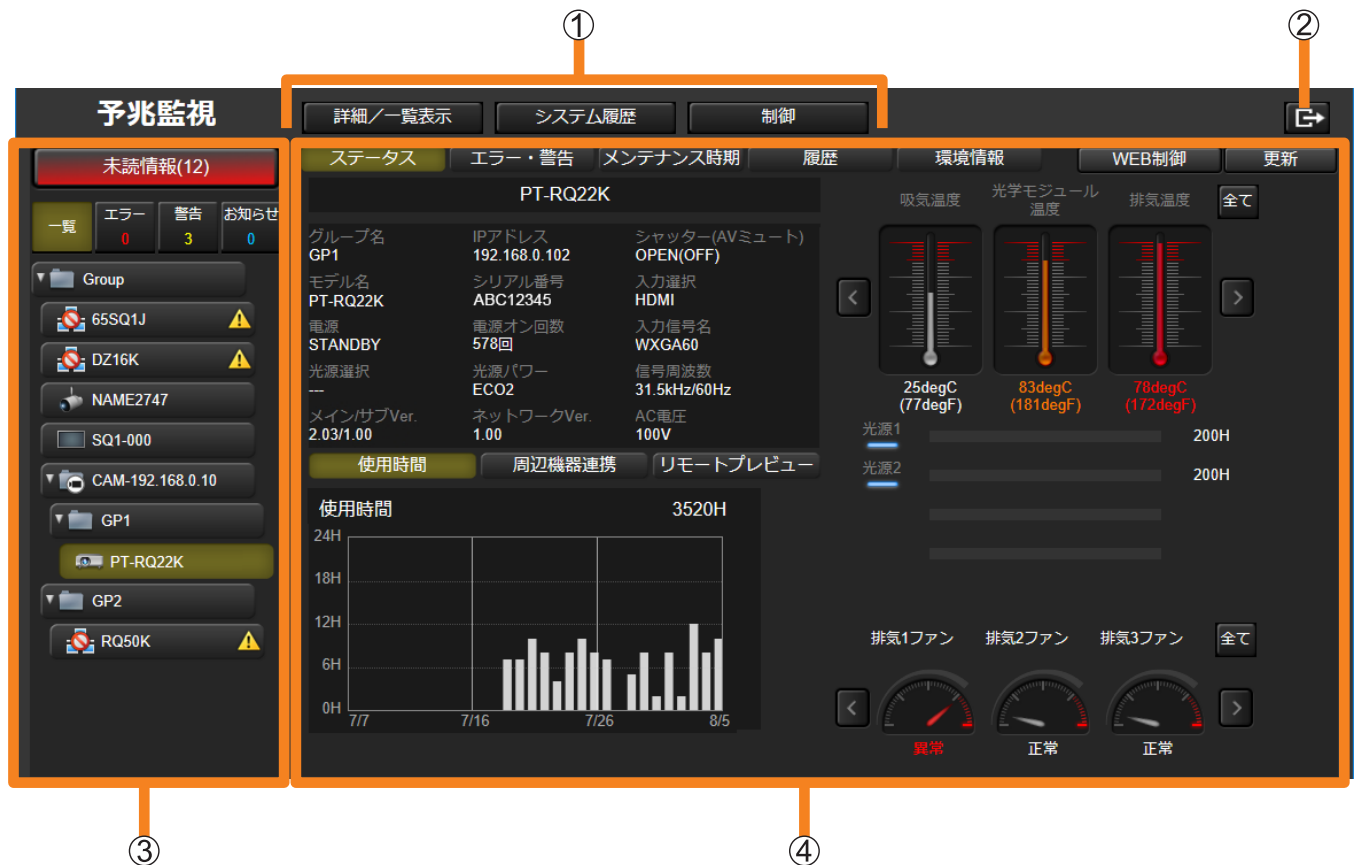 ① ②
予兆監視 詳細／一覧表示 システム履歴 制御
未読情報(12)
一覧 エラー 警告 お知らせ
0 3 0
Group
65SQ1J
DZ16K
NAME2747
SQ1-000
CAM-192.168.0.10
GP1
PT-RQ22K
GP2
RQ50K
ステータス エラー・警告 メンテナンス時期 履歴 環境情報 WEB制御 更新
PT-RQ22K
グループ名 IPアドレス シャッター(AVミュート)
GP1 192.168.0.102 OPEN(OFF)
モデル名 シリアル番号 入力選択
PT-RQ22K ABC12345 HDMI
電源 電源オン回数 入力信号名
STANDBY 578回 WXGA60
光源選択 光源パワー 信号周波数
--- ECO2 31.5kHz/60Hz
メイン/サブVer. ネットワークVer. AC電圧
2.03/1.00 1.00 100V
使用時間 周辺機器連携 リモートプレビュー
使用時間 3520H
24H
18H
12H
6H
0H
7/7 7/16 7/26 8/5
吸気温度 光学モジュール
温度 排気温度 全て
< >
25degC 83degC 78degC
(77degF) (181degF) (172degF)
光源1 200H
光源2 200H
排気1ファン 排気2ファン 排気3ファン 全て
< >
異常 正常 正常
③ ④